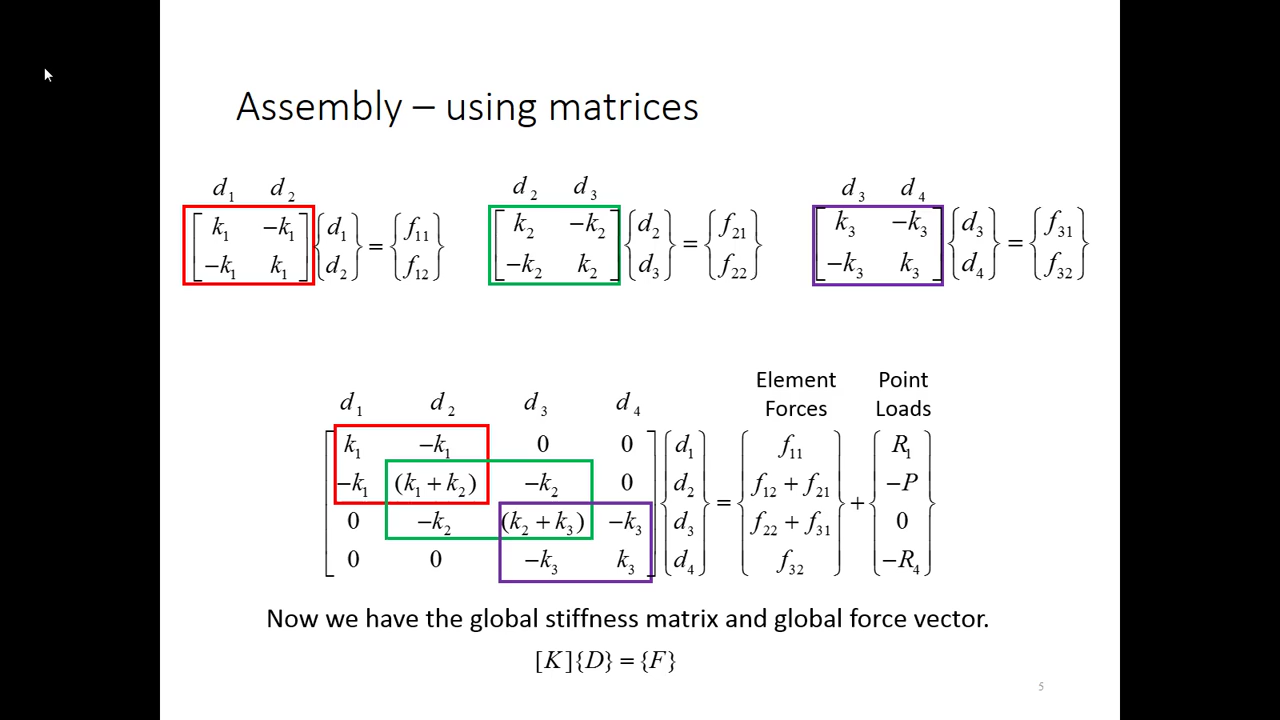 Assembly – using matrices
d₁ d₂
[k₁ −k₁; −k₁ k₁] {d₁; d₂} = {f₁₁; f₁₂}
d₂ d₃
[k₂ −k₂; −k₂ k₂] {d₂; d₃} = {f₂₁; f₂₂}
d₃ d₄
[k₃ −k₃; −k₃ k₃] {d₃; d₄} = {f₃₁; f₃₂}
Element Forces
Point Loads
d₁ d₂ d₃ d₄
[k₁ −k₁ 0 0; −k₁ (k₁ + k₂) −k₂ 0; 0 −k₂ (k₂ + k₃) −k₃; 0 0 −k₃ k₃] {d₁; d₂; d₃; d₄} = {f₁₁; f₁₂ + f₂₁; f₂₂ + f₃₁; f₃₂} + {R₁; −P; 0; −R₄}
Now we have the global stiffness matrix and global force vector.
[K]{D} = {F}
5